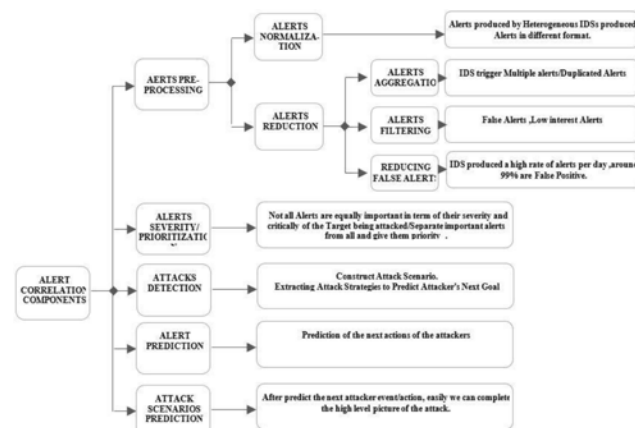 ALERTS
NORMALIZA-
TION
Alerts produced by Heterogeneous IDSs produced
Alerts in different format.
AERTS PRE-
PROCESSING
ALERTS
REDUCTION
ALERTS
AGGREGATIO
IDS trigger Multiple alerts/Duplicated Alerts
ALERTS
FILTERING
False Alerts ,Low interest Alerts
REDUCING
FALSE ALERT
IDS produced a high rate of alerts per day ,around
99% are False Positive.
ALERTS
SEVERITY/
PRIORITIZATIO
N
Not all Alerts are equally important in term of their severity and
critically of the Target being attacked/Separate important alerts
from all and give them priority .
ALERT
CORRELATION
COMPONENTS
ATTACKS
DETECTION
Construct Attack Scenario.
Extracting Attack Strategies to Predict Attacker's Next Goal
ALERT
PREDICTION
Prediction of the next actions of the attackers
ATTACK
SCENARIOS
PREDICTION
After predict the next attacker event/action, easily we can complete
the high level picture of the attack.